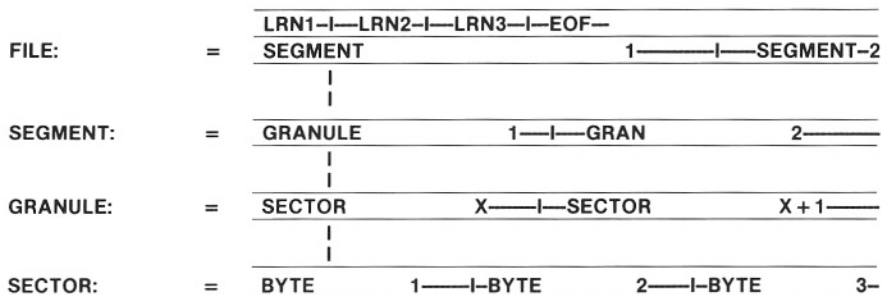 LRN1–I—LRN2–I—LRN3—I—EOF—
FILE: = SEGMENT 1———I——SEGMENT–2
I
I
SEGMENT: = GRANULE 1—–I—–GRAN 2———
I
I
GRANULE: = SECTOR X——–I—SECTOR X + 1———
I
I
SECTOR: = BYTE 1———I–BYTE 2——–I–BYTE 3–